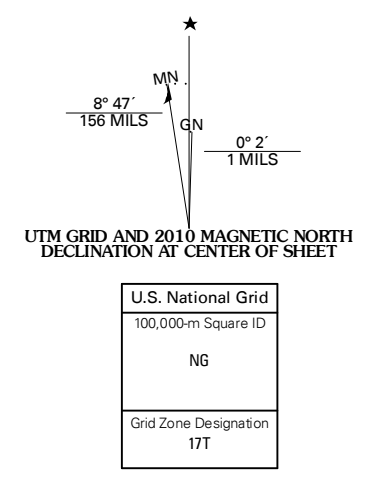 ★
MN
8° 47´
156 MILS
GN
0° 2´
1 MILS
UTM GRID AND 2010 MAGNETIC NORTH
DECLINATION AT CENTER OF SHEET
U.S. National Grid
100,000-m Square ID
NG
Grid Zone Designation
17T